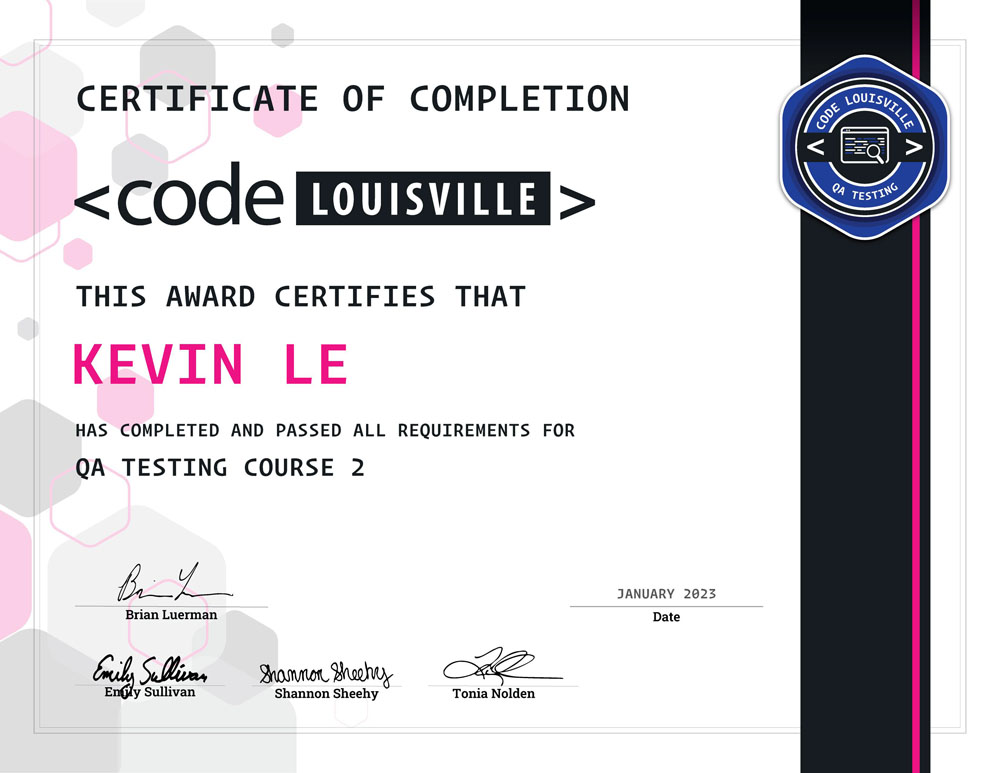 CERTIFICATE OF COMPLETION
<code LOUISVILLE>
CODE LOUISVILLE
< >
QA TESTING
THIS AWARD CERTIFIES THAT
KEVIN LE
HAS COMPLETED AND PASSED ALL REQUIREMENTS FOR
QA TESTING COURSE 2
JANUARY 2023
Brian Luerman
Date
Emily Sullivan
Shannon Sheehy
Emily Sullivan
Shannon Sheehy
Tonia Nolden